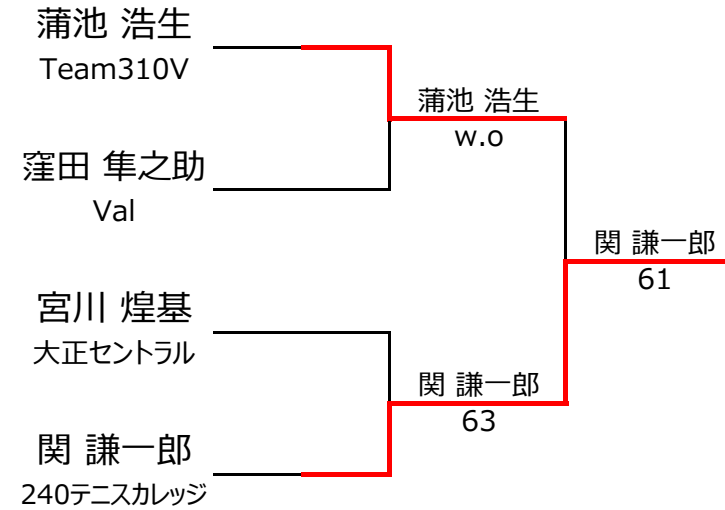 蒲池 浩生
Team310V
窪田 隼之助
Val
宮川 煌基
大正セントラル
関 謙一郎
240テニスカレッジ
蒲池 浩生
w.o
関 謙一郎
63
関 謙一郎
61